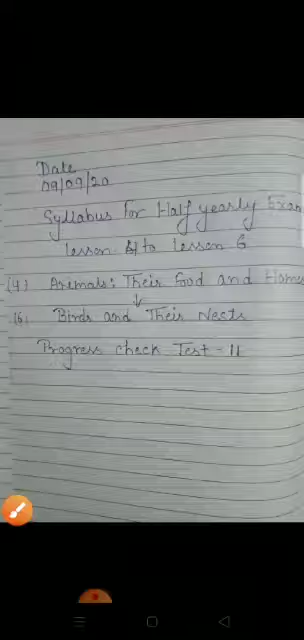 Date
09/09/20
Syllabus for Half yearly Exam
lesson 4 to lesson 6
(4) Animals: Their food and Homes
↓
(6) Birds and Their Nests
Progress check Test - II